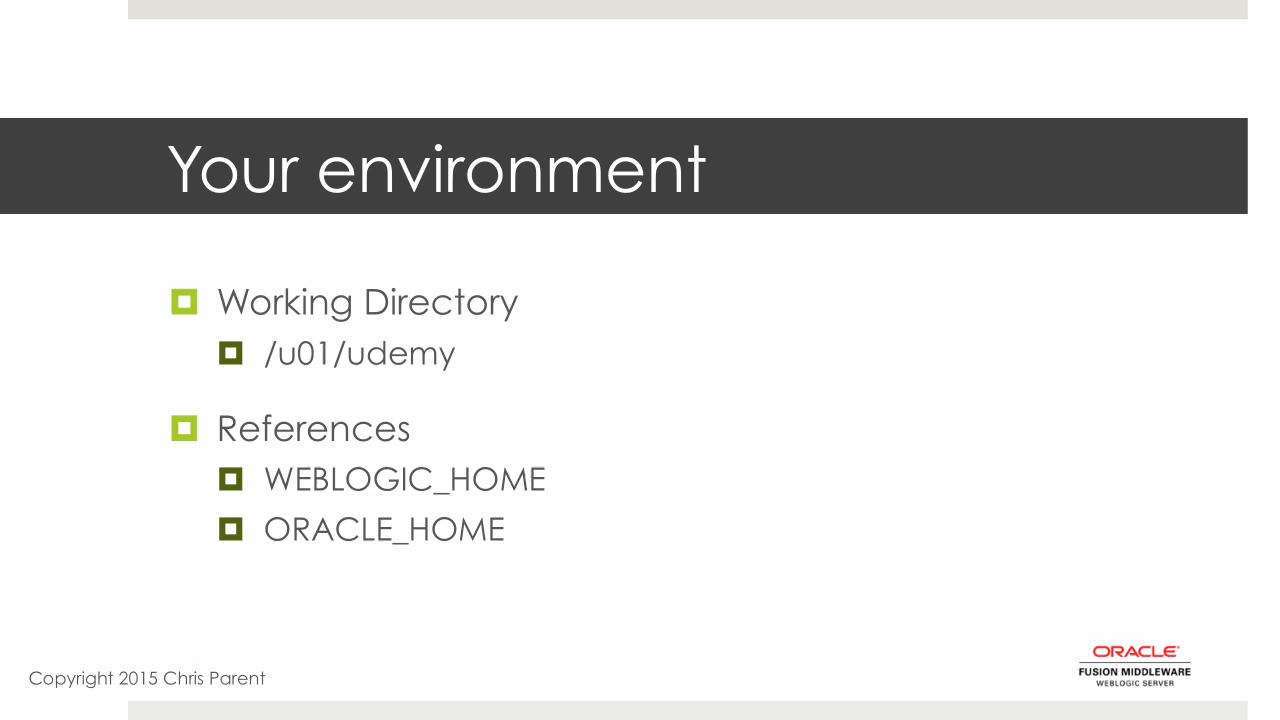 Your environment
Working Directory
/u01/udemy
References
WEBLOGIC_HOME
ORACLE_HOME
Copyright 2015 Chris Parent
ORACLE®
FUSION MIDDLEWARE
WEBLOGIC SERVER